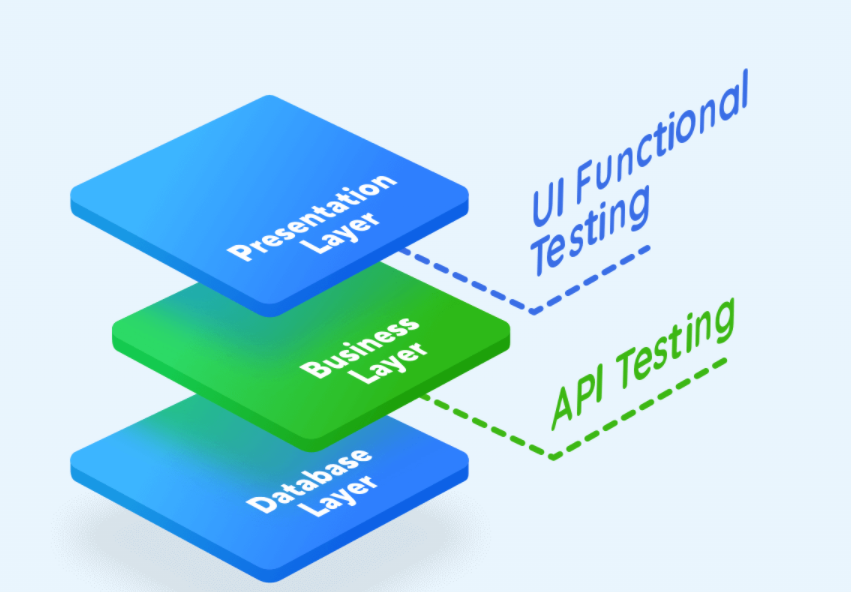 Presentation
Layer
UI Functional
Testing
Business
Layer
API Testing
Database
Layer